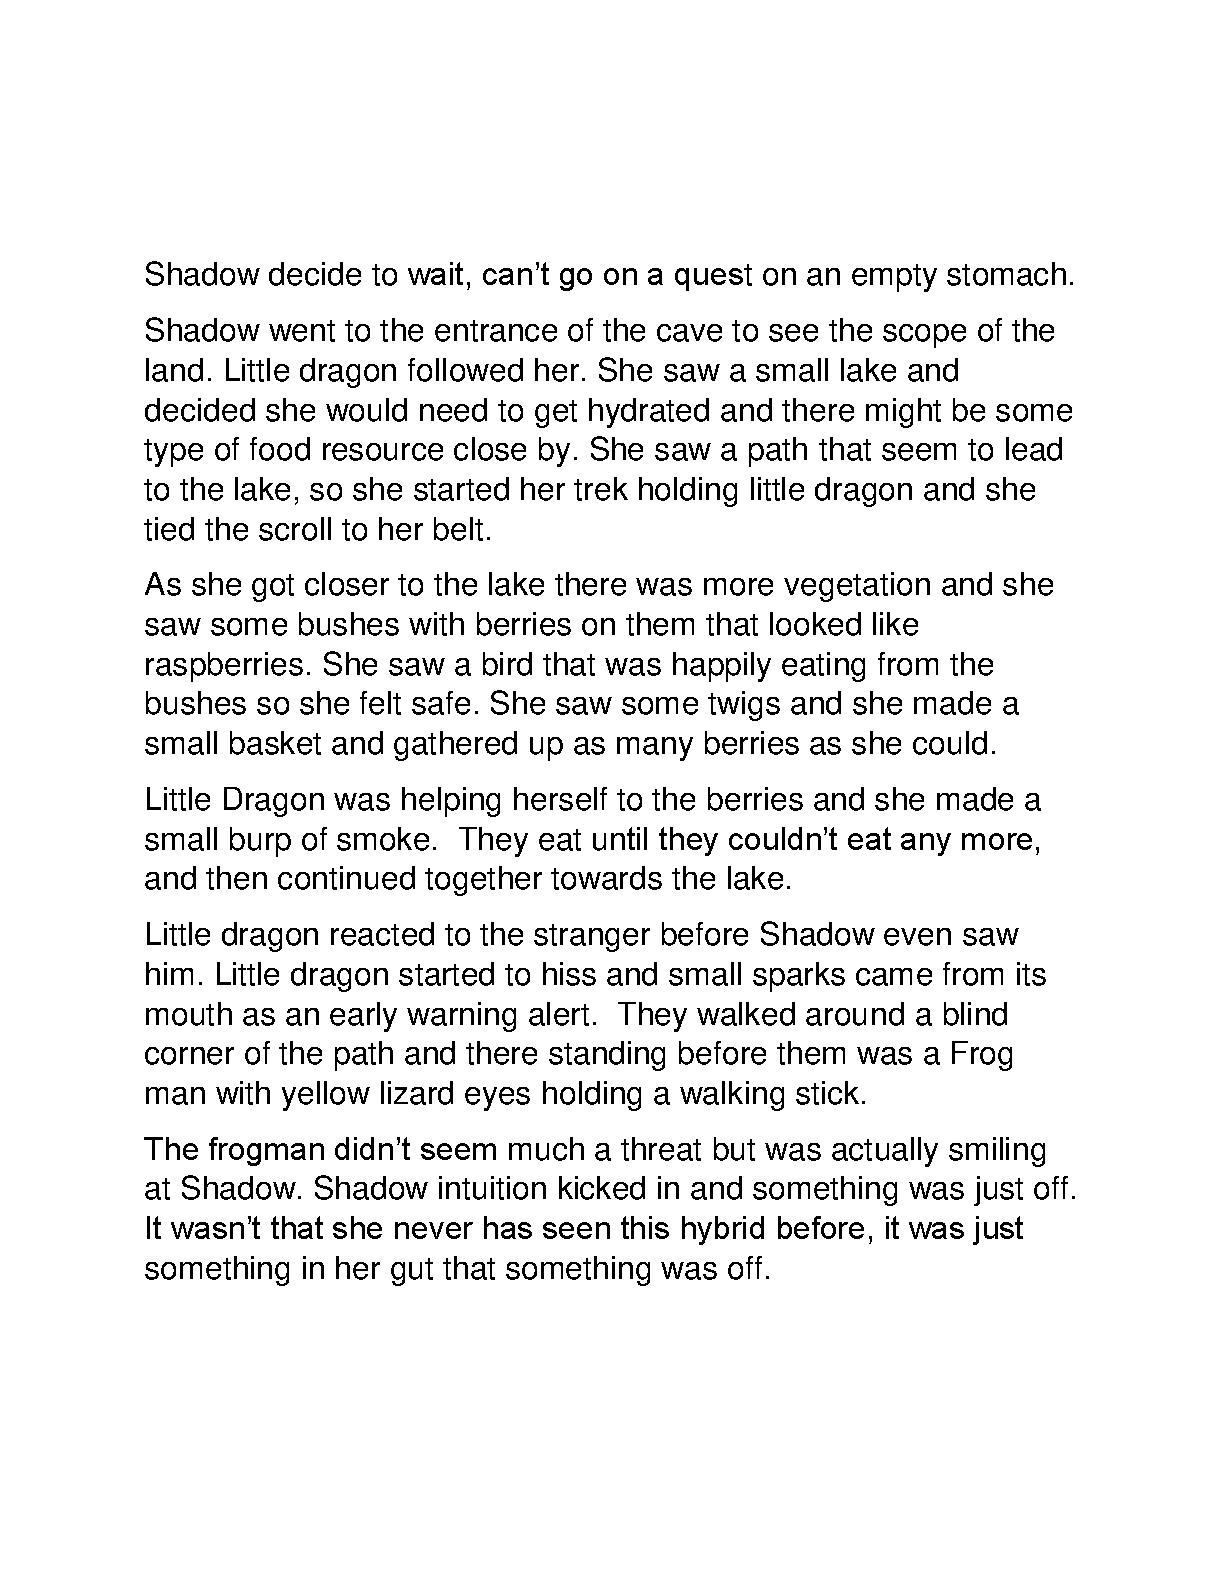 Shadow decide to wait, can’t go on a quest on an empty stomach.
Shadow went to the entrance of the cave to see the scope of the
land. Little dragon followed her. She saw a small lake and
decided she would need to get hydrated and there might be some
type of food resource close by. She saw a path that seem to lead
to the lake, so she started her trek holding little dragon and she
tied the scroll to her belt.
As she got closer to the lake there was more vegetation and she
saw some bushes with berries on them that looked like
raspberries. She saw a bird that was happily eating from the
bushes so she felt safe. She saw some twigs and she made a
small basket and gathered up as many berries as she could.
Little Dragon was helping herself to the berries and she made a
small burp of smoke.  They eat until they couldn’t eat any more,
and then continued together towards the lake.
Little dragon reacted to the stranger before Shadow even saw
him. Little dragon started to hiss and small sparks came from its
mouth as an early warning alert.  They walked around a blind
corner of the path and there standing before them was a Frog
man with yellow lizard eyes holding a walking stick.
The frogman didn’t seem much a threat but was actually smiling
at Shadow. Shadow intuition kicked in and something was just off.
It wasn’t that she never has seen this hybrid before, it was just
something in her gut that something was off.